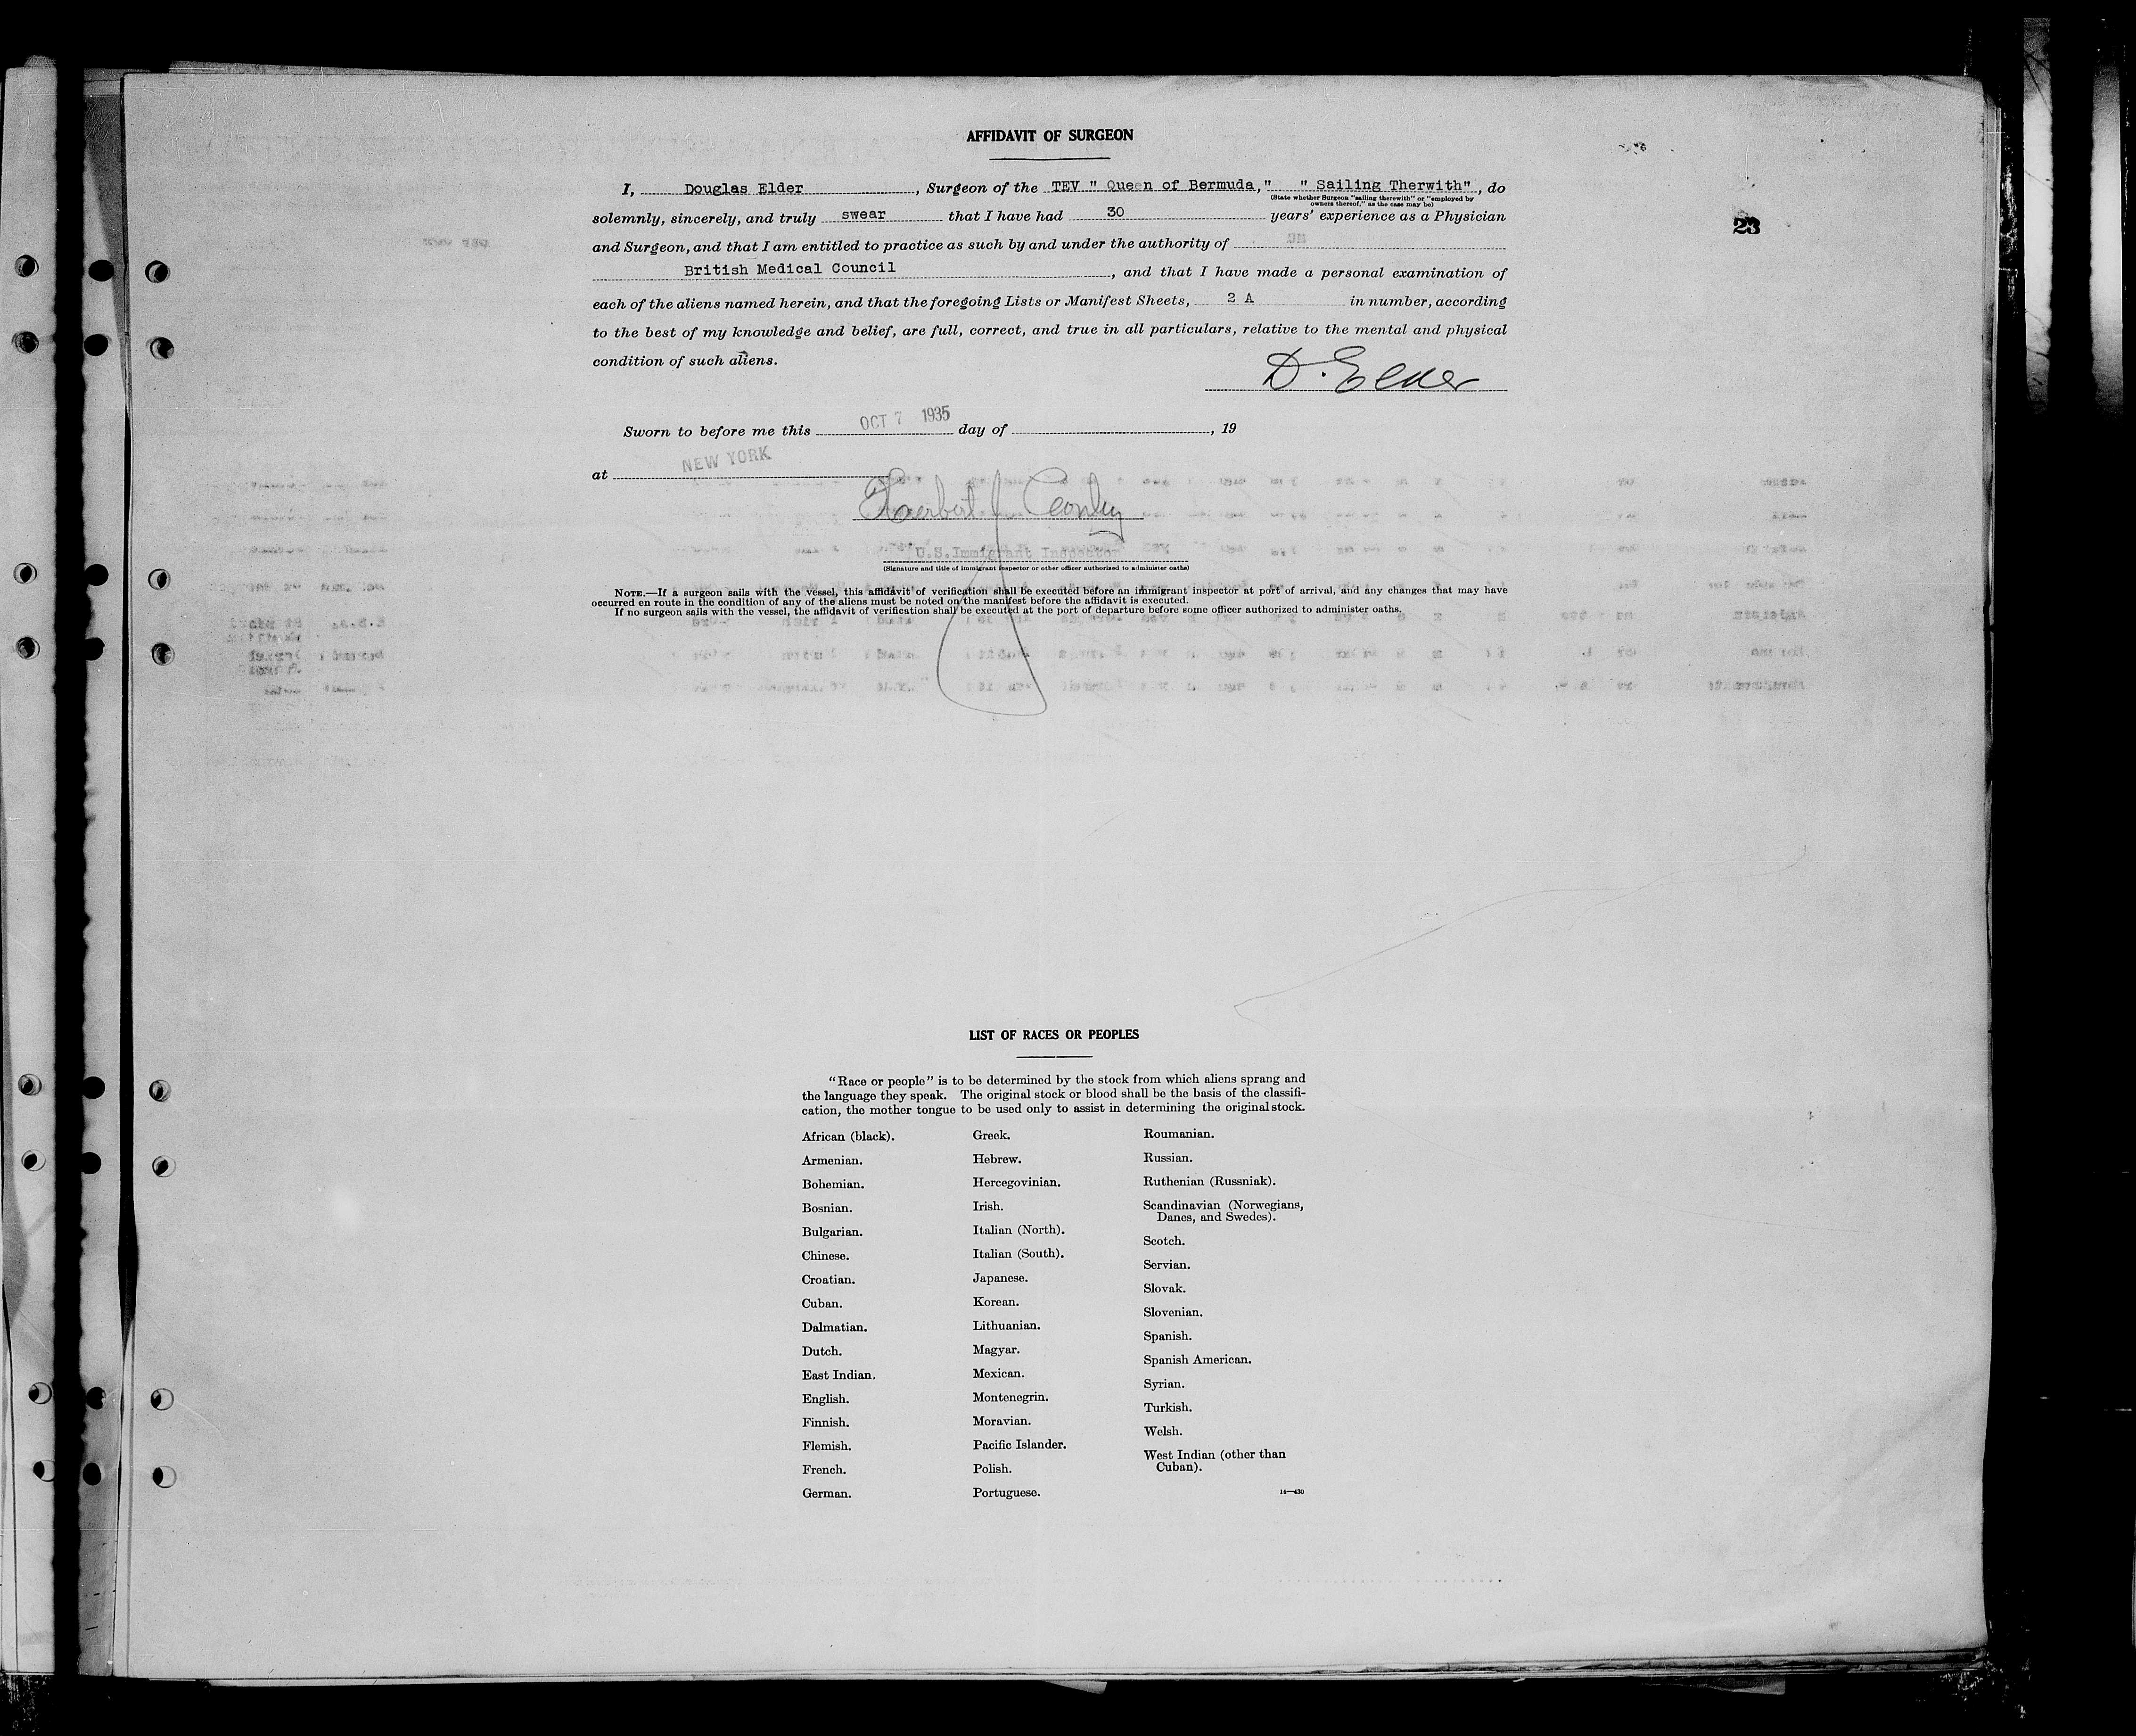 AFFIDAVIT OF SURGEON
23
I, Douglas Elder, Surgeon of the TEV " Queen of Bermuda," " Sailing Therwith", do
(State whether Surgeon "sailing therewith" or "employed by
owners thereof," as the case may be)
solemnly, sincerely, and truly swear that I have had 30 years' experience as a Physician
and Surgeon, and that I am entitled to practice as such by and under the authority of
British Medical Council, and that I have made a personal examination of
each of the aliens named herein, and that the foregoing Lists or Manifest Sheets, 2 A in number, according
to the best of my knowledge and belief, are full, correct, and true in all particulars, relative to the mental and physical
condition of such aliens.
D. Elder
Sworn to before me this OCT 7 1935 day of , 19
at NEW YORK
Herbert J
U.S. Immigrant Inspector
(Signature and title of immigrant inspector or other officer authorized to administer oaths)
NOTE.—If a surgeon sails with the vessel, this affidavit of verification shall be executed before an immigrant inspector at port of arrival, and any changes that may have
occurred en route in the condition of any of the aliens must be noted on the manifest before the affidavit is executed.
If no surgeon sails with the vessel, the affidavit of verification shall be executed at the port of departure before some officer authorized to administer oaths.
LIST OF RACES OR PEOPLES
"Race or people" is to be determined by the stock from which aliens sprang and
the language they speak. The original stock or blood shall be the basis of the classifi-
cation, the mother tongue to be used only to assist in determining the original stock.
African (black).
Armenian.
Bohemian.
Bosnian.
Bulgarian.
Chinese.
Croatian.
Cuban.
Dalmatian.
Dutch.
East Indian.
English.
Finnish.
Flemish.
French.
German.
Greek.
Hebrew.
Hercegovinian.
Irish.
Italian (North).
Italian (South).
Japanese.
Korean.
Lithuanian.
Magyar.
Mexican.
Montenegrin.
Moravian.
Pacific Islander.
Polish.
Portuguese.
Roumanian.
Russian.
Ruthenian (Russniak).
Scandinavian (Norwegians,
Danes, and Swedes).
Scotch.
Servian.
Slovak.
Slovenian.
Spanish.
Spanish American.
Syrian.
Turkish.
Welsh.
West Indian (other than
Cuban).
14—430